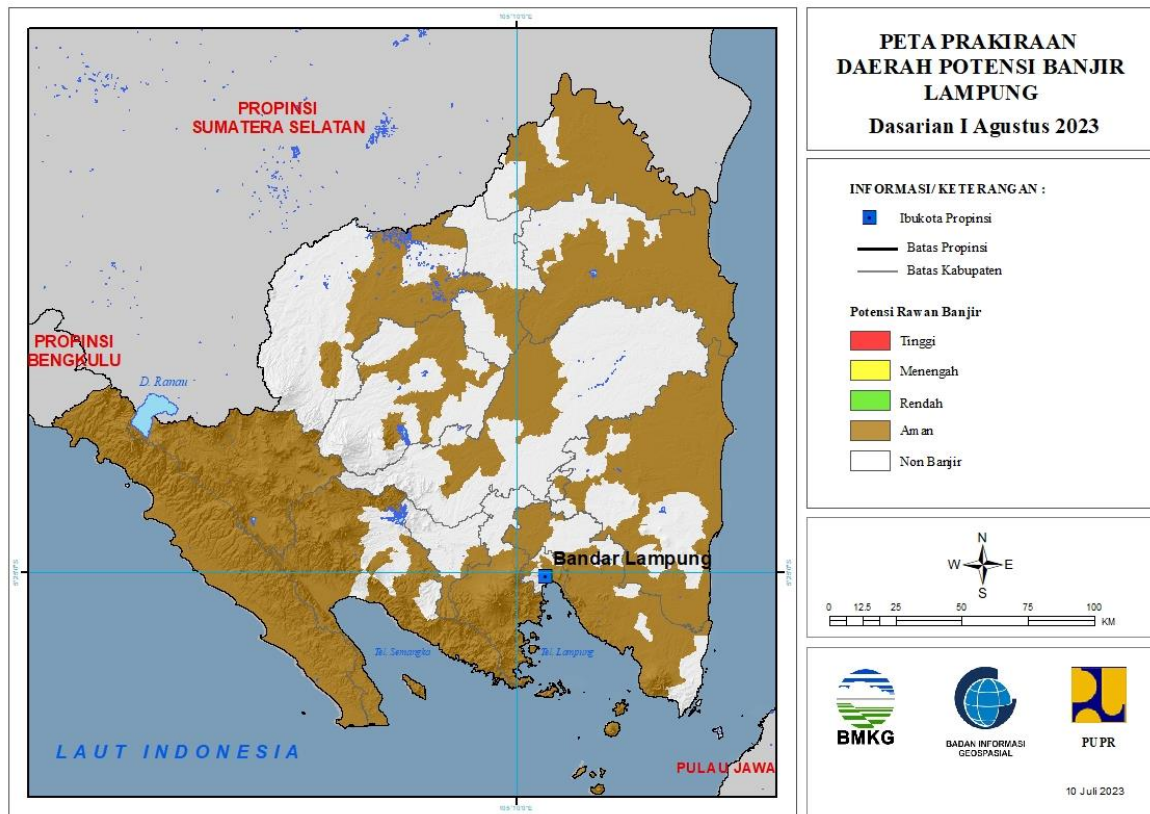 PETA PRAKIRAAN
DAERAH POTENSI BANJIR
LAMPUNG
Dasarian I Agustus 2023
INFORMASI/ KETERANGAN :
Ibukota Propinsi
Batas Propinsi
Batas Kabupaten
Potensi Rawan Banjir
Tinggi
Menengah
Rendah
Aman
Non Banjir
N
W E
S
0 12.5 25 50 75 100
KM
BMKG
BADAN INFORMASI
GEOSPASIAL
PUPR
10 Juli 2023
PROPINSI
SUMATERA SELATAN
PROPINSI
BENGKULU
D. Ranau
Bandar Lampung
Tel. Semangka
Tel. Lampung
LAUT INDONESIA
PULAU JAWA